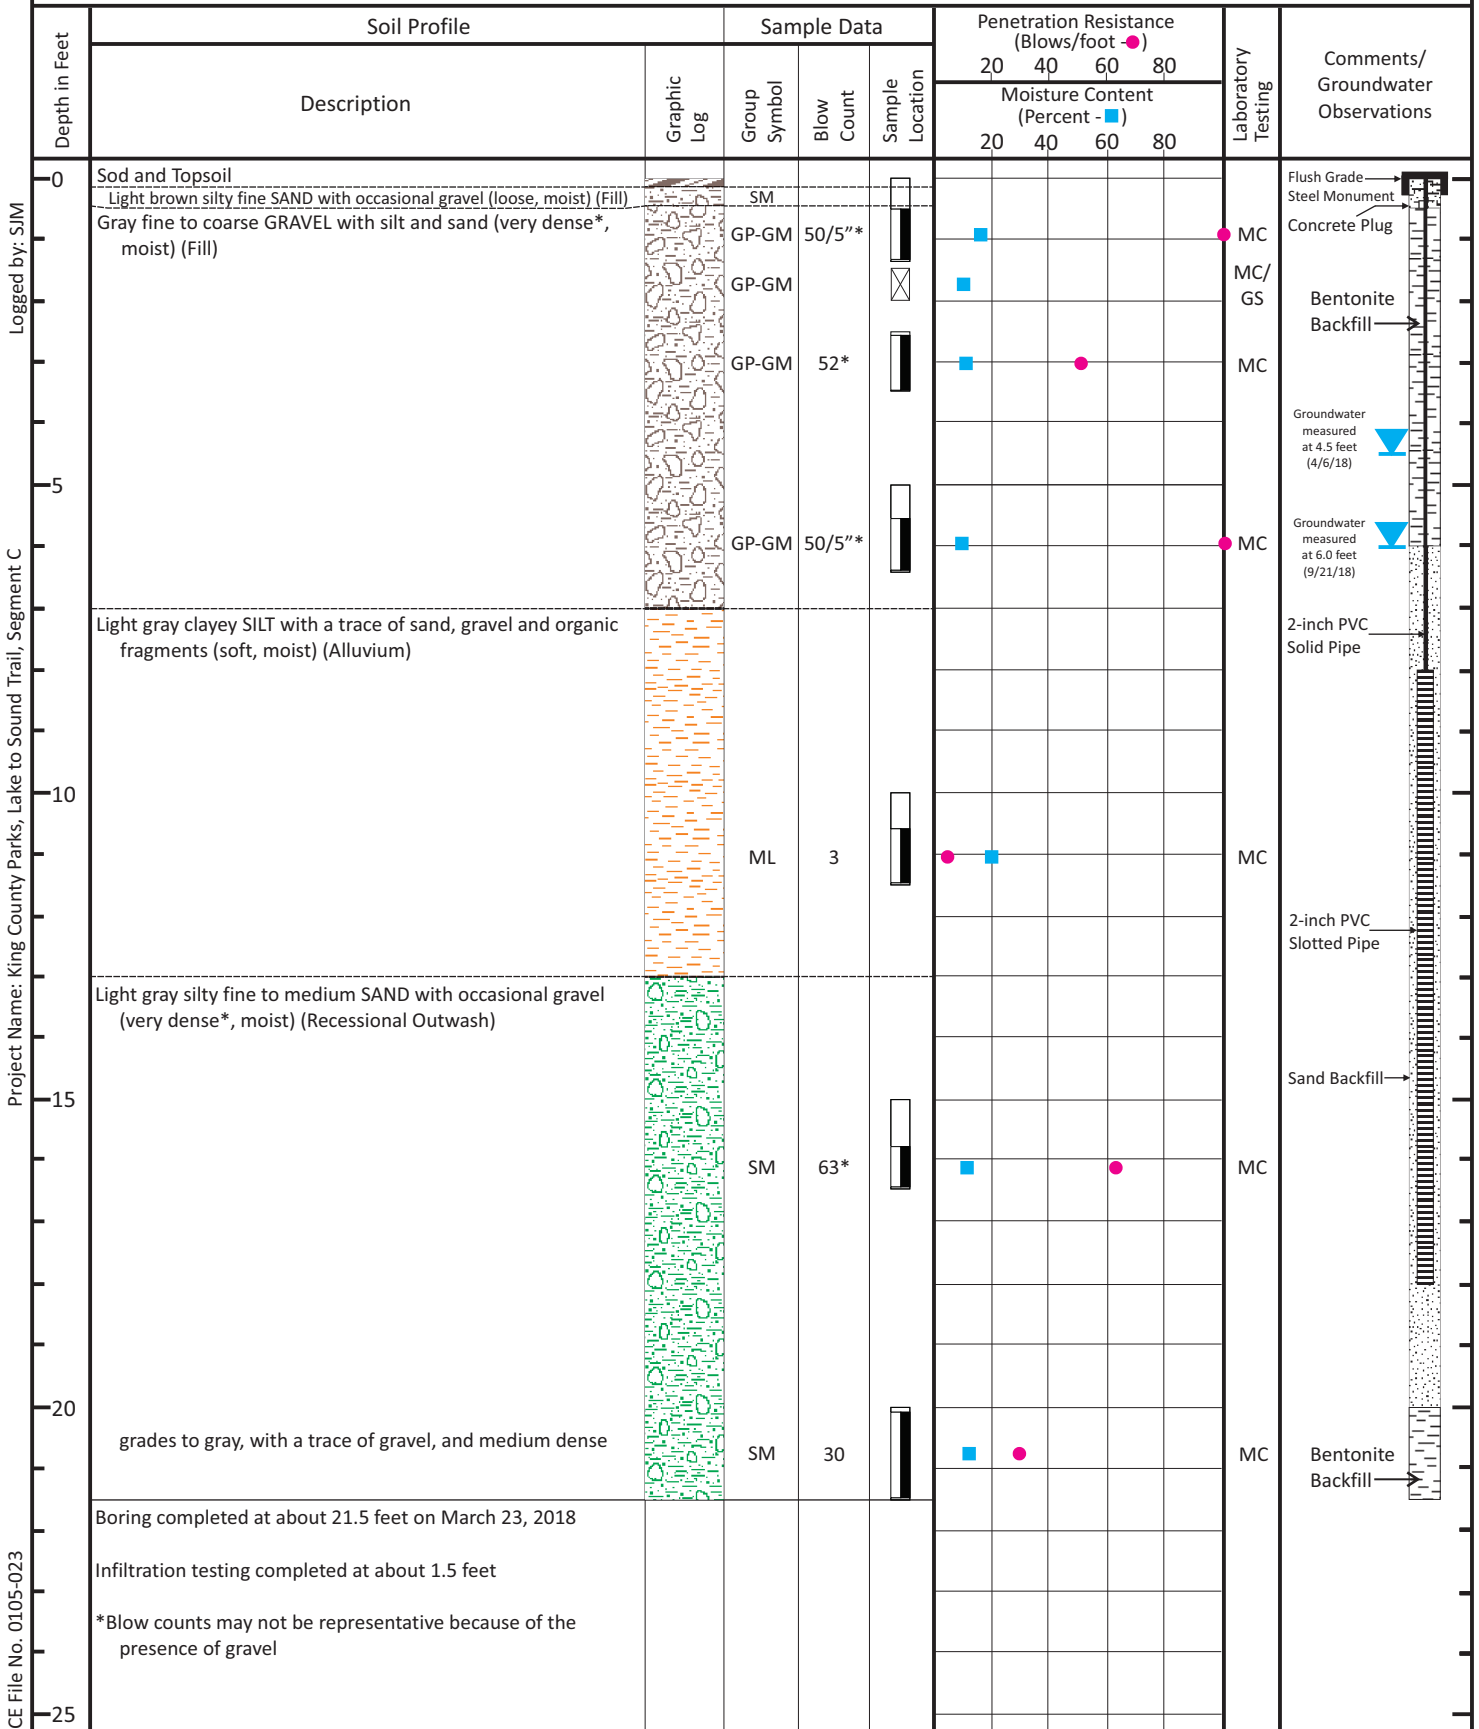 Soil Profile
Sample Data
Penetration Resistance
(Blows/foot - )
20 40 60 80
Moisture Content
(Percent - )
20 40 60 80
Depth in Feet
Description
Graphic
Log
Group
Symbol
Blow
Count
Sample
Location
Laboratory
Testing
Comments/
Groundwater
Observations
Logged by: SJM
Project Name: King County Parks, Lake to Sound Trail, Segment C
CE File No. 0105-023
0
Sod and Topsoil
Light brown silty fine SAND with occasional gravel (loose, moist) (Fill)
SM
Gray fine to coarse GRAVEL with silt and sand (very dense*,
moist) (Fill)
GP-GM 50/5”* MC
GP-GM MC/
GS
GP-GM 52* MC
5
GP-GM 50/5”* MC
Light gray clayey SILT with a trace of sand, gravel and organic
fragments (soft, moist) (Alluvium)
10
ML 3 MC
Light gray silty fine to medium SAND with occasional gravel
(very dense*, moist) (Recessional Outwash)
15
SM 63* MC
20
grades to gray, with a trace of gravel, and medium dense
SM 30 MC
Boring completed at about 21.5 feet on March 23, 2018
Infiltration testing completed at about 1.5 feet
*Blow counts may not be representative because of the
presence of gravel
25
Flush Grade
Steel Monument
Concrete Plug
Bentonite
Backfill
Groundwater
measured
at 4.5 feet
(4/6/18)
Groundwater
measured
at 6.0 feet
(9/21/18)
2-inch PVC
Solid Pipe
2-inch PVC
Slotted Pipe
Sand Backfill
Bentonite
Backfill